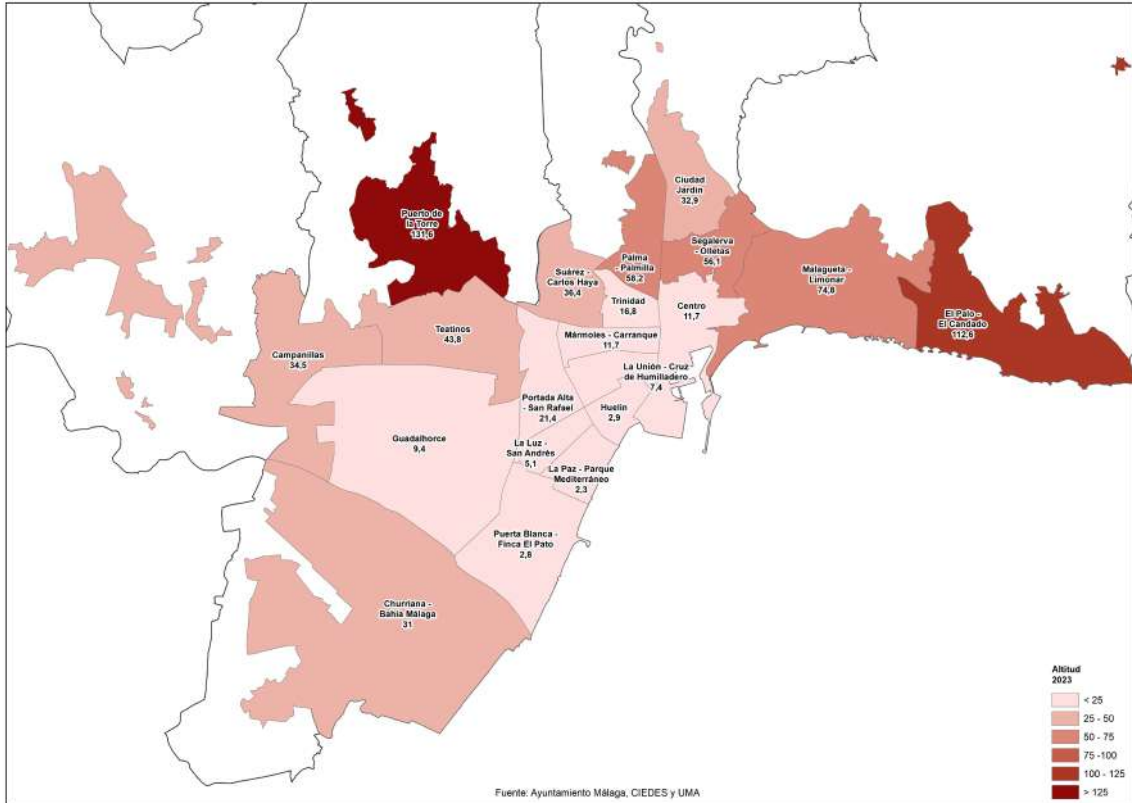 Ciudad
Jardín
32,9
Puerto de
la Torre
131,6
Segalerva
- Olletas
56,1
Palma
- Palmilla
58,2
Malagueta -
Limonar
74,8
Suárez -
Carlos Haya
36,4
Trinidad
16,8
Centro
11,7
El Palo -
El Candado
112,6
Teatinos
43,8
Mármoles - Carranque
11,7
Campanillas
34,5
La Unión - Cruz
de Humilladero
7,4
Portada Alta
- San Rafael
21,4
Huelin
2,9
Guadalhorce
9,4
La Luz -
San Andrés
5,1
La Paz - Parque
Mediterráneo
2,3
Puerta Blanca -
Finca El Pato
2,8
Churriana -
Bahía Málaga
31
Altitud
2023
< 25
25 - 50
50 - 75
75 -100
100 - 125
> 125
Fuente: Ayuntamiento Málaga, CIEDES y UMA